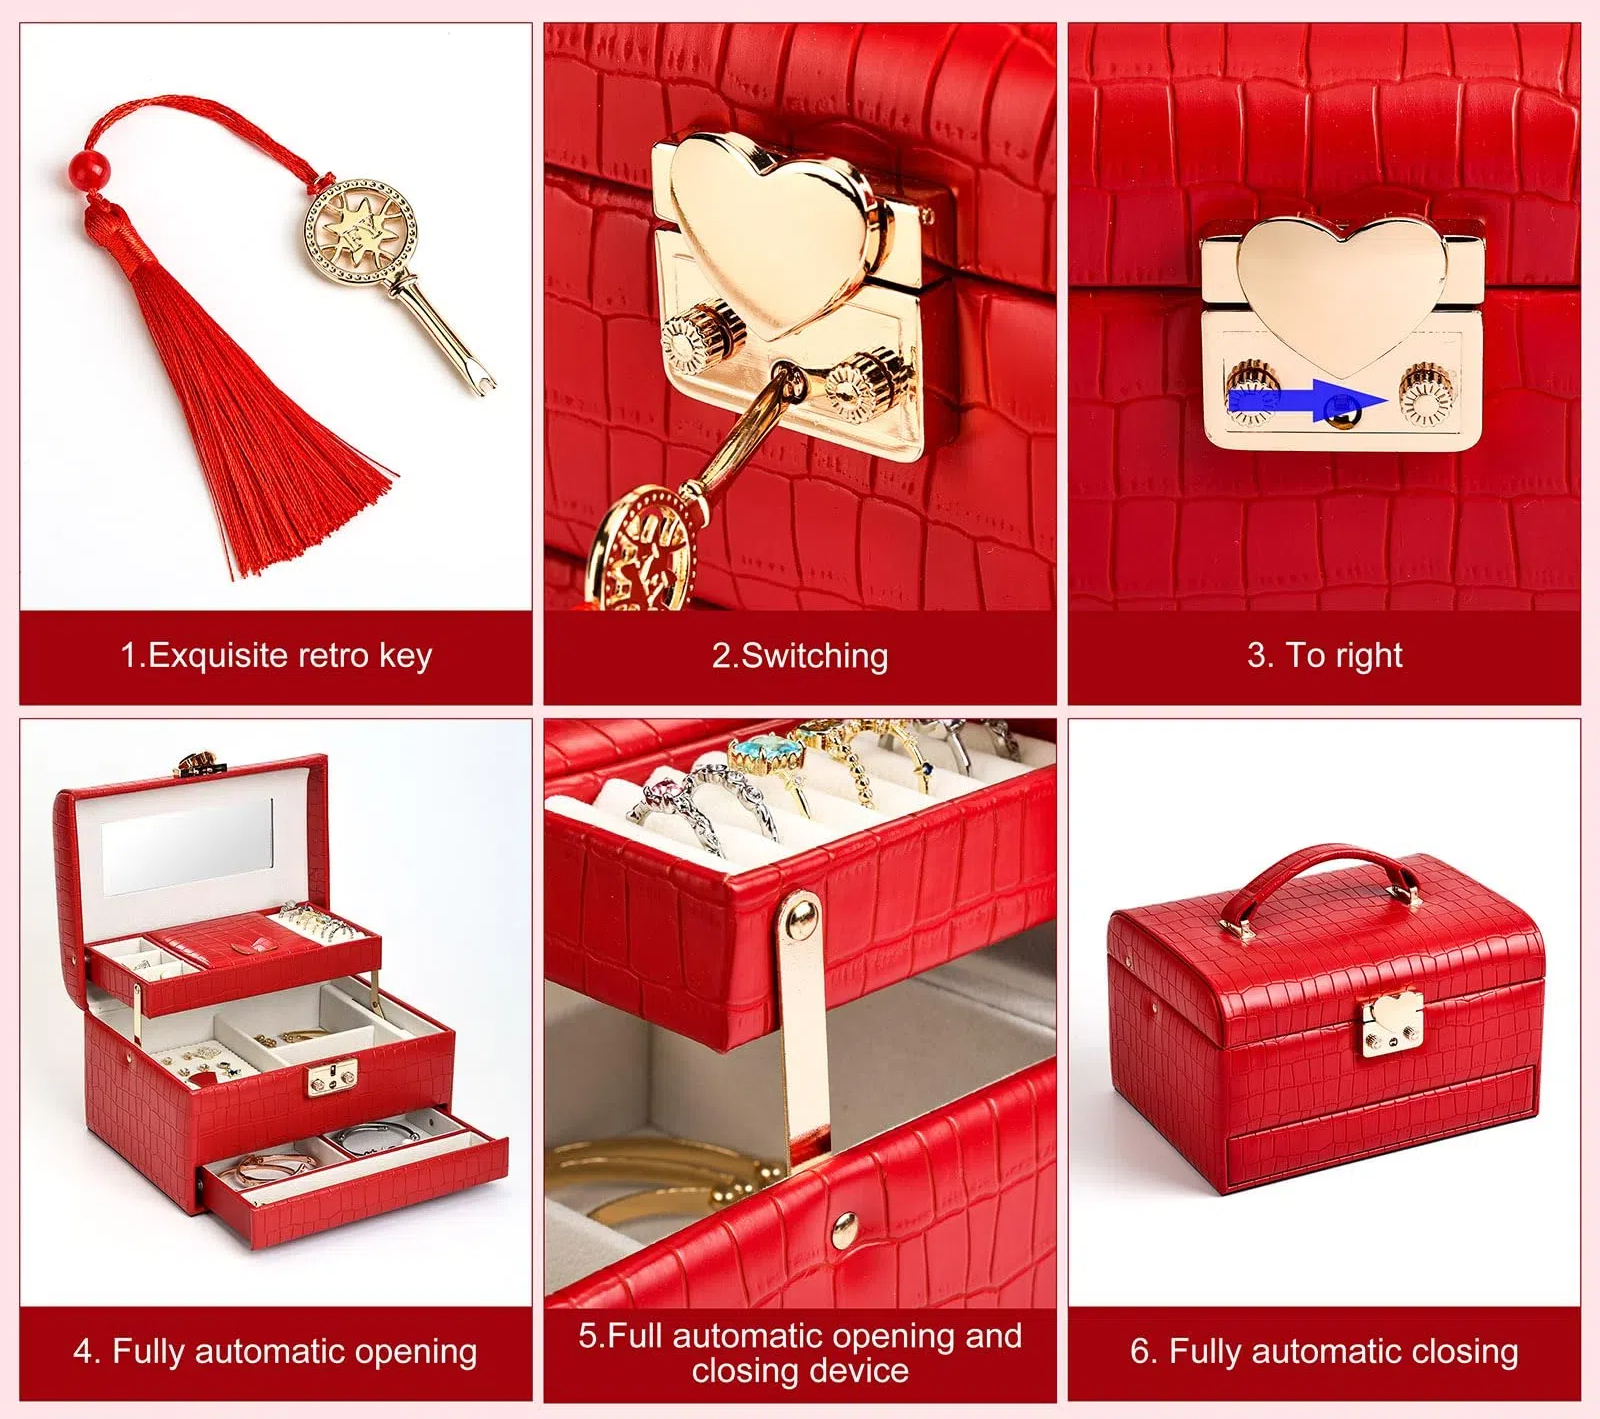 1.Exquisite retro key
2.Switching
3. To right
4. Fully automatic opening
5.Full automatic opening and
closing device
6. Fully automatic closing